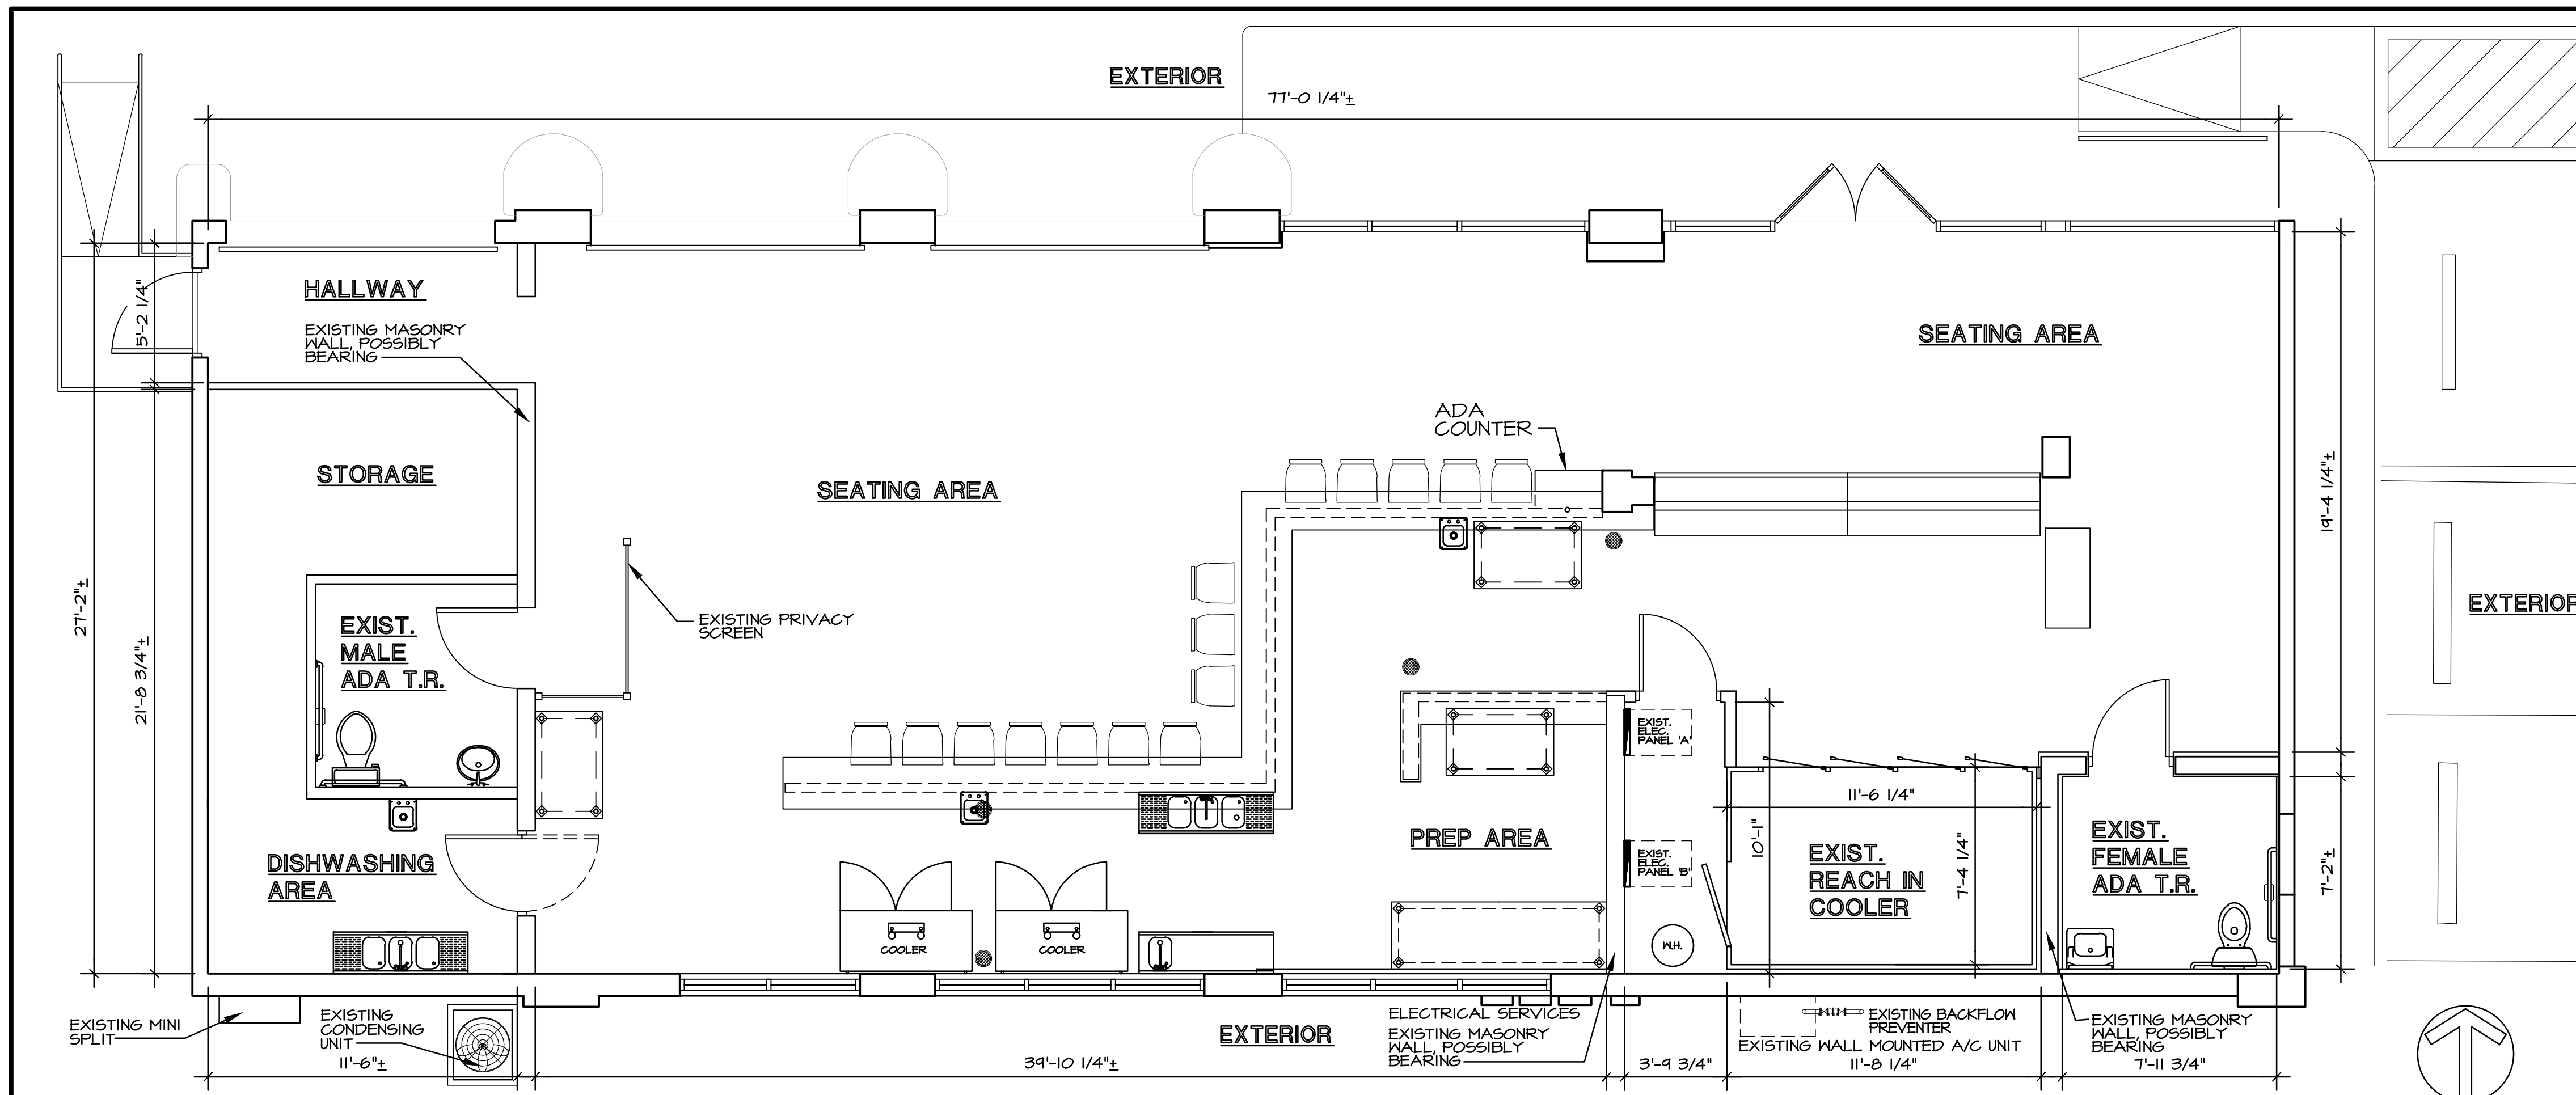 EXTERIOR
77'-0 1/4"±
HALLWAY
5'-2 1/4"
EXISTING MASONRY
WALL, POSSIBLY
BEARING
SEATING AREA
ADA
COUNTER
STORAGE
SEATING AREA
19'-4 1/4"±
27'-2"±
21'-8 3/4"±
EXISTING PRIVACY
SCREEN
EXIST.
MALE
ADA T.R.
EXTERIOR
EXIST.
ELEC.
PANEL 'A'
11'-6 1/4"
PREP AREA
10'-1"
7'-4 1/4"
EXIST.
REACH IN
COOLER
EXIST.
FEMALE
ADA T.R.
7'-2"±
EXIST.
ELEC.
PANEL 'B'
DISHWASHING
AREA
COOLER
COOLER
W.H.
EXISTING MINI
SPLIT
EXISTING
CONDENSING
UNIT
EXTERIOR
ELECTRICAL SERVICES
EXISTING MASONRY
WALL, POSSIBLY
BEARING
EXISTING BACKFLOW
PREVENTER
EXISTING WALL MOUNTED A/C UNIT
EXISTING MASONRY
WALL, POSSIBLY
BEARING
11'-6"±
39'-10 1/4"±
3'-9 3/4"
11'-8 1/4"
7'-11 3/4"